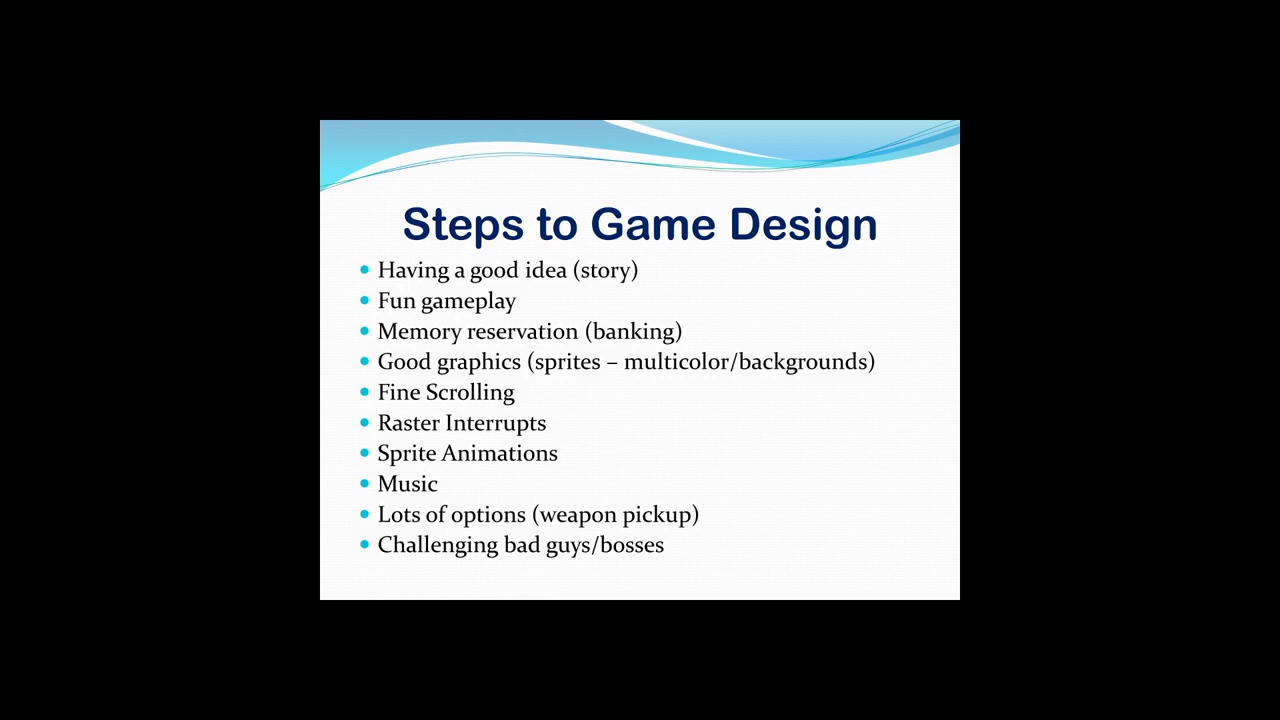 Steps to Game Design
Having a good idea (story)
Fun gameplay
Memory reservation (banking)
Good graphics (sprites – multicolor/backgrounds)
Fine Scrolling
Raster Interrupts
Sprite Animations
Music
Lots of options (weapon pickup)
Challenging bad guys/bosses